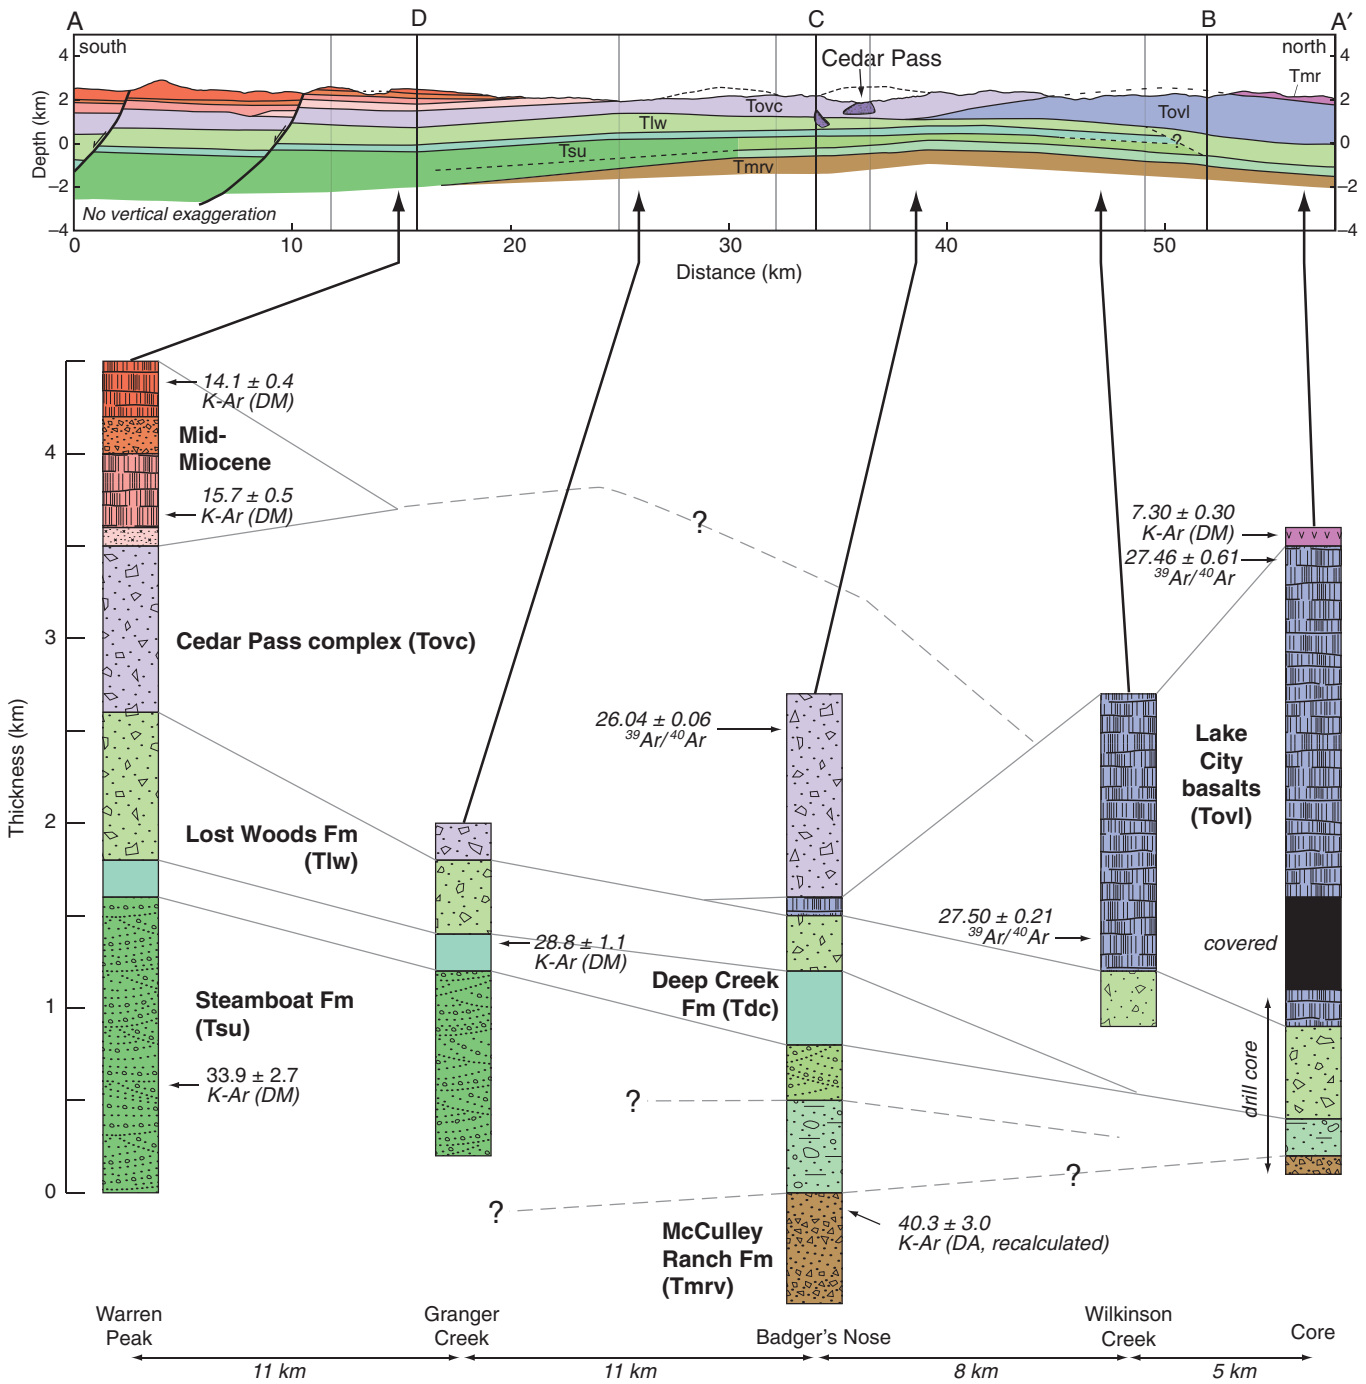 A
D
C
B
A′
4
south
Cedar Pass
north
4
Tmr
2
Tovc
Tovl
2
Tlw
Depth (km)
0
?
0
Tsu
Tmrv
–2
–2
No vertical exaggeration
–4
–4
0
10
20
30
40
50
Distance (km)
14.1 ± 0.4
K-Ar (DM)
Mid-
Miocene
4
15.7 ± 0.5
K-Ar (DM)
?
7.30 ± 0.30
K-Ar (DM)
27.46 ± 0.61
39Ar/40Ar
3
Cedar Pass complex (Tovc)
26.04 ± 0.06
39Ar/40Ar
Lake
City
basalts
(Tovl)
Thickness (km)
2
Lost Woods Fm
(Tlw)
27.50 ± 0.21
39Ar/40Ar
covered
28.8 ± 1.1
K-Ar (DM)
Deep Creek
Fm (Tdc)
1
Steamboat Fm
(Tsu)
drill core
33.9 ± 2.7
K-Ar (DM)
?
?
0
?
McCulley
Ranch Fm
(Tmrv)
40.3 ± 3.0
K-Ar (DA, recalculated)
Warren
Peak
Granger
Creek
Badger's Nose
Wilkinson
Creek
Core
11 km
11 km
8 km
5 km